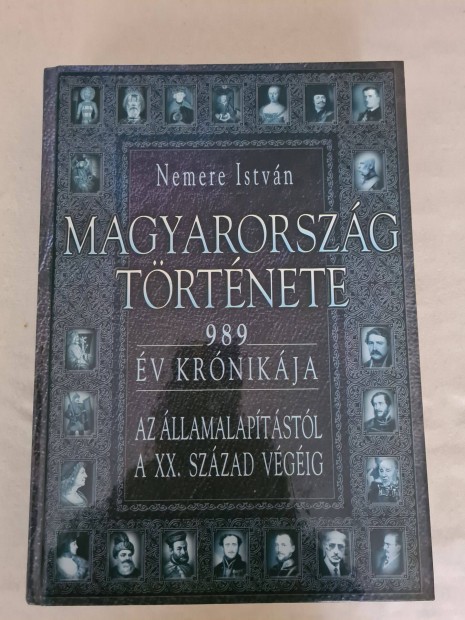 Nemere István
MAGYARORSZÁG
TÖRTÉNETE
989
ÉV KRÓNIKÁJA
AZ ÁLLAMALAPÍTÁSTÓL
A XX. SZÁZAD VÉGÉIG